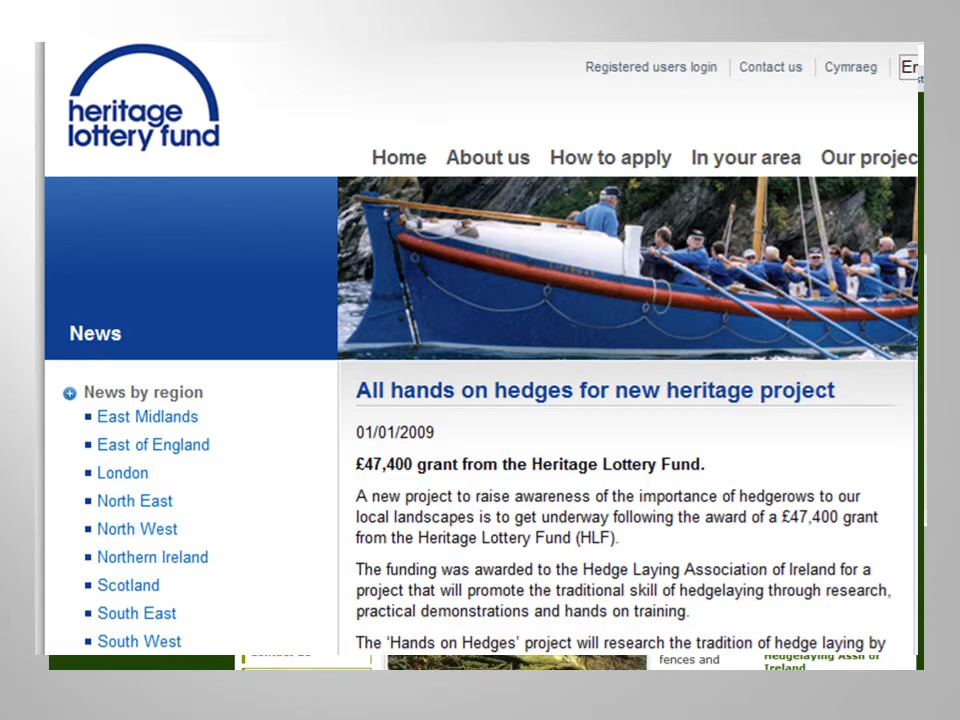 heritage
lottery fund
Registered users login
Contact us
Cymraeg
Home
About us
How to apply
In your area
Our projec
News
News by region
East Midlands
East of England
London
North East
North West
Northern Ireland
Scotland
South East
South West
All hands on hedges for new heritage project
01/01/2009
£47,400 grant from the Heritage Lottery Fund.
A new project to raise awareness of the importance of hedgerows to our
local landscapes is to get underway following the award of a £47,400 grant
from the Heritage Lottery Fund (HLF).
The funding was awarded to the Hedge Laying Association of Ireland for a
project that will promote the traditional skill of hedgelaying through research,
practical demonstrations and hands on training.
The ‘Hands on Hedges’ project will research the tradition of hedge laying by
fences and
Hedgelaying Assn of
Ireland